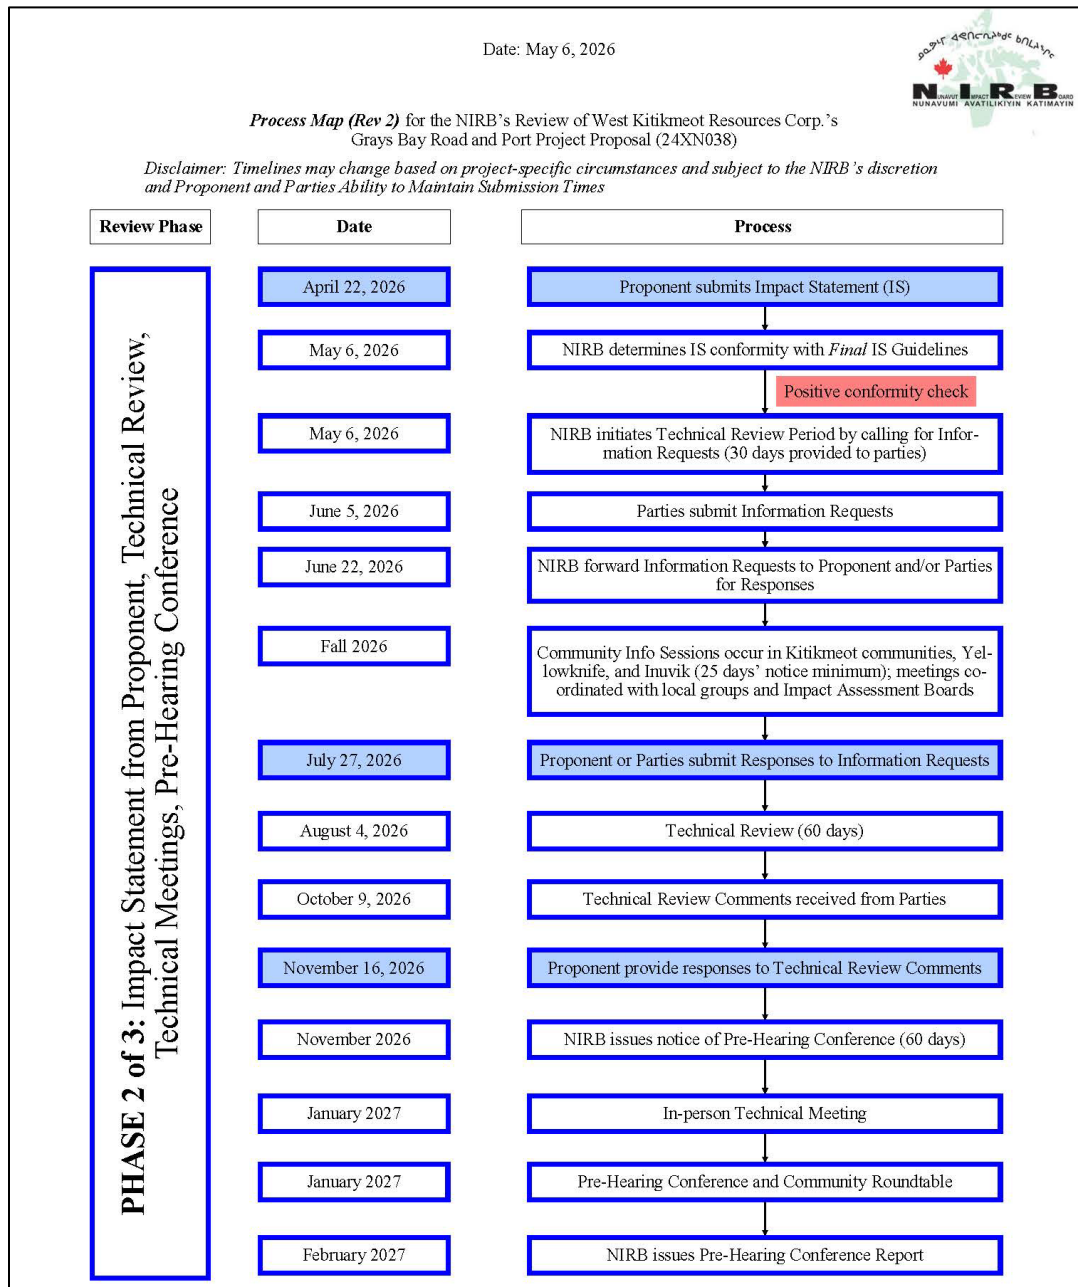 Date: May 6, 2026
NUNAVUT IMPACT REVIEW BOARD
NUNAVUMI AVATILIKIYIN KATIMAYIN
Process Map (Rev 2) for the NIRB's Review of West Kitikmeot Resources Corp.'s
Grays Bay Road and Port Project Proposal (24XN038)
Disclaimer: Timelines may change based on project-specific circumstances and subject to the NIRB's discretion
and Proponent and Parties Ability to Maintain Submission Times
Review Phase
Date
Process
PHASE 2 of 3: Impact Statement from Proponent, Technical Review,
Technical Meetings, Pre-Hearing Conference
April 22, 2026
Proponent submits Impact Statement (IS)
May 6, 2026
NIRB determines IS conformity with Final IS Guidelines
Positive conformity check
May 6, 2026
NIRB initiates Technical Review Period by calling for Infor-
mation Requests (30 days provided to parties)
June 5, 2026
Parties submit Information Requests
June 22, 2026
NIRB forward Information Requests to Proponent and/or Parties
for Responses
Fall 2026
Community Info Sessions occur in Kitikmeot communities, Yel-
lowknife, and Inuvik (25 days' notice minimum); meetings co-
ordinated with local groups and Impact Assessment Boards
July 27, 2026
Proponent or Parties submit Responses to Information Requests
August 4, 2026
Technical Review (60 days)
October 9, 2026
Technical Review Comments received from Parties
November 16, 2026
Proponent provide responses to Technical Review Comments
November 2026
NIRB issues notice of Pre-Hearing Conference (60 days)
January 2027
In-person Technical Meeting
January 2027
Pre-Hearing Conference and Community Roundtable
February 2027
NIRB issues Pre-Hearing Conference Report